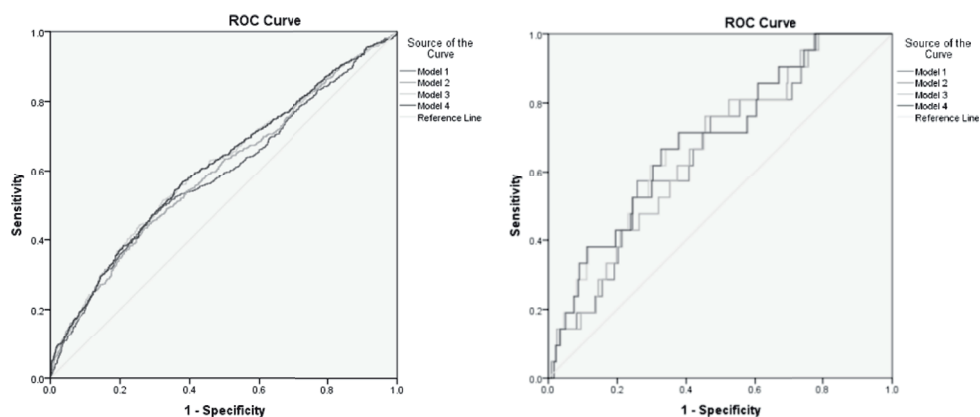 ROC Curve
Source of the
Curve
Model 1
Model 2
Model 3
Model 4
Reference Line
1.0
0.8
0.6
0.4
0.2
0.0
Sensitivity
0.0 0.2 0.4 0.6 0.8 1.0
1 - Specificity
ROC Curve
Source of the
Curve
Model 1
Model 2
Model 3
Model 4
Reference Line
1.0
0.8
0.6
0.4
0.2
0.0
Sensitivity
0.0 0.2 0.4 0.6 0.8 1.0
1 - Specificity